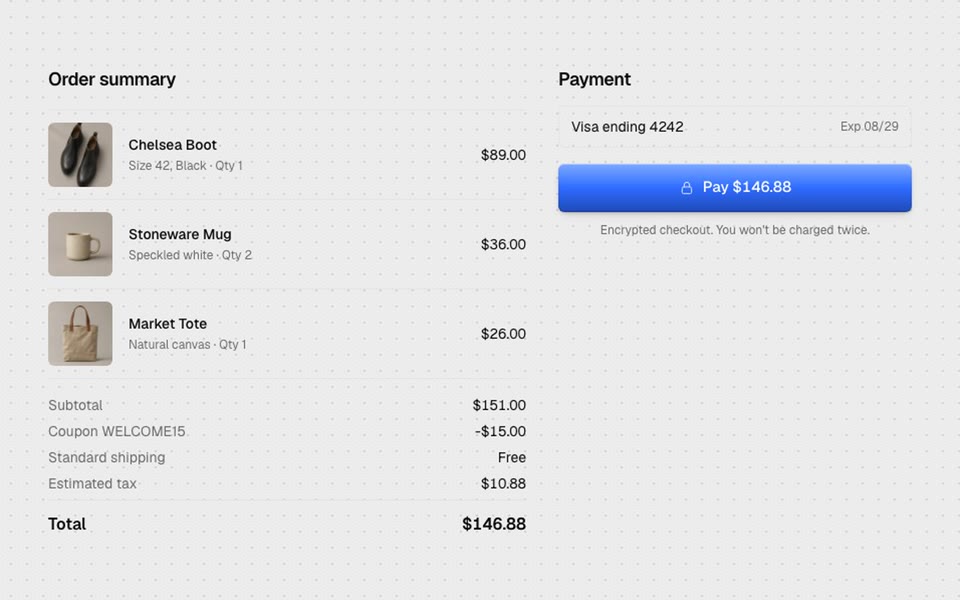 Order summary
Chelsea Boot
Size 42, Black · Qty 1
$89.00
Stoneware Mug
Speckled white · Qty 2
$36.00
Market Tote
Natural canvas · Qty 1
$26.00
Subtotal $151.00
Coupon WELCOME15 -$15.00
Standard shipping Free
Estimated tax $10.88
Total $146.88
Payment
Visa ending 4242 Exp 08/29
Pay $146.88
Encrypted checkout. You won't be charged twice.